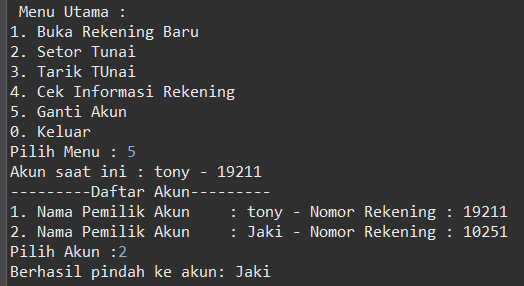 Menu Utama :
1. Buka Rekening Baru
2. Setor Tunai
3. Tarik TUnai
4. Cek Informasi Rekening
5. Ganti Akun
0. Keluar
Pilih Menu : 5
Akun saat ini : tony - 19211
---------Daftar Akun---------
1. Nama Pemilik Akun    : tony - Nomor Rekening : 19211
2. Nama Pemilik Akun    : Jaki - Nomor Rekening : 10251
Pilih Akun :2
Berhasil pindah ke akun: Jaki